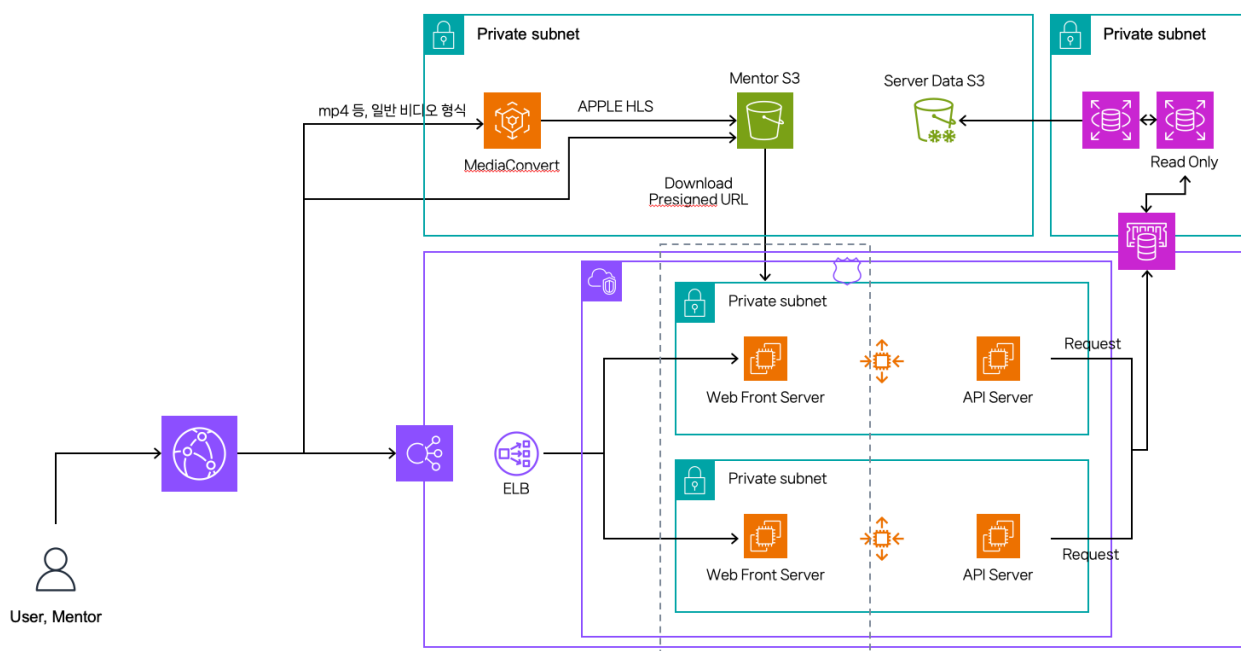 Private subnet
Private subnet
Mentor S3
Server Data S3
mp4 등, 일반 비디오 형식
APPLE HLS
MediaConvert
Read Only
Download
Presigned URL
Private subnet
Request
Web Front Server
API Server
ELB
Private subnet
Request
Web Front Server
API Server
User, Mentor